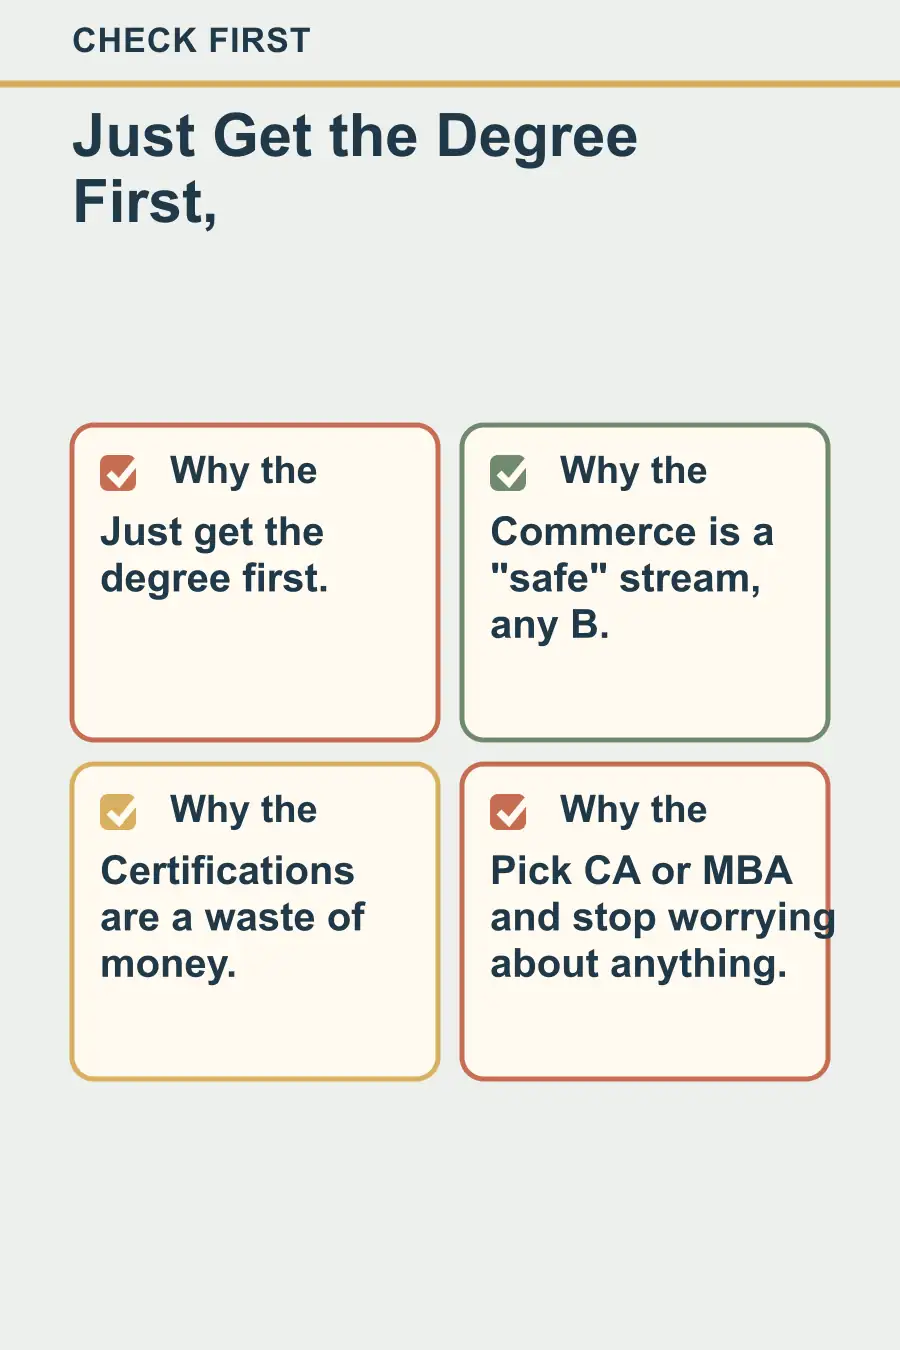 CHECK FIRST
Just Get the Degree
First,
Why the
Just get the
degree first.
Why the
Commerce is a
"safe" stream,
any B.
Why the
Certifications
are a waste of
money.
Why the
Pick CA or MBA
and stop worrying
about anything.